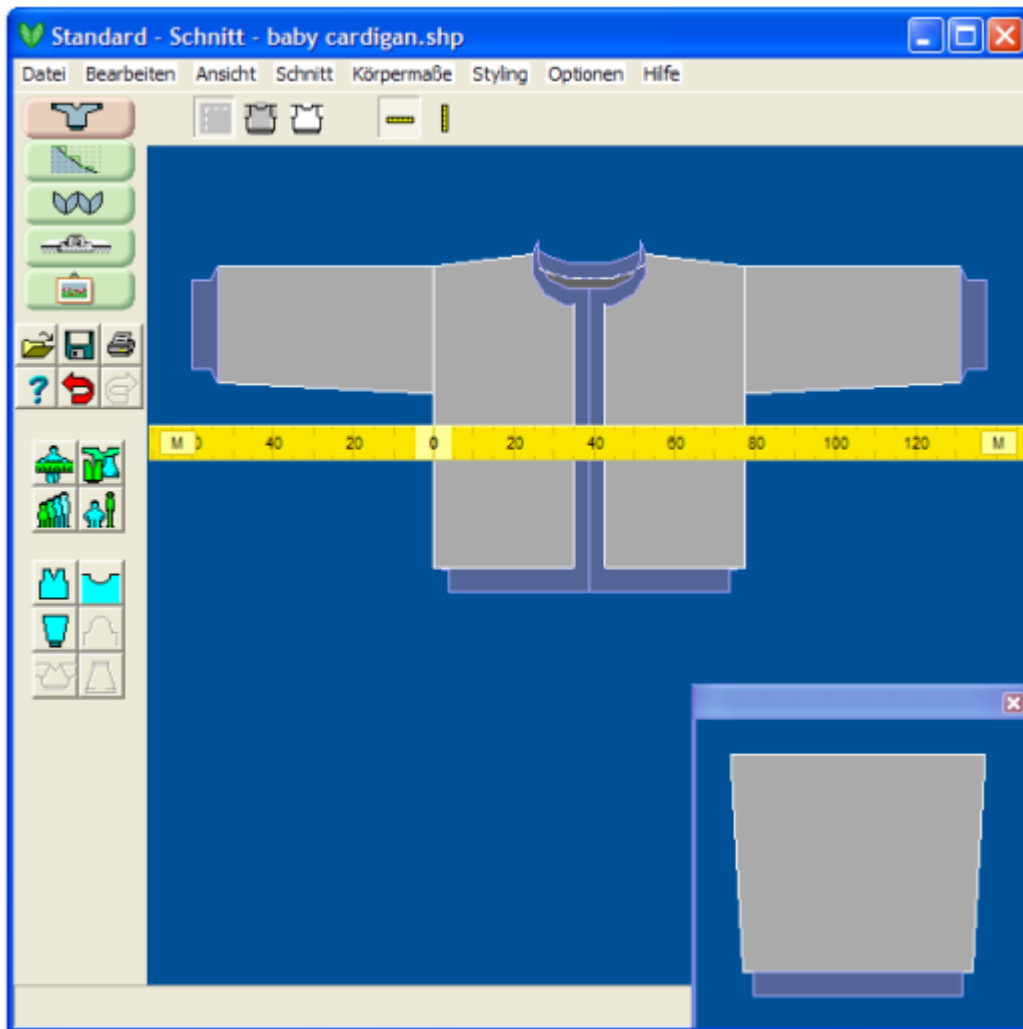 Standard - Schnitt - baby cardigan.shp
Datei Bearbeiten Ansicht Schnitt Körpermaße Styling Optionen Hilfe
M 40 20 0 20 40 60 80 100 120 M